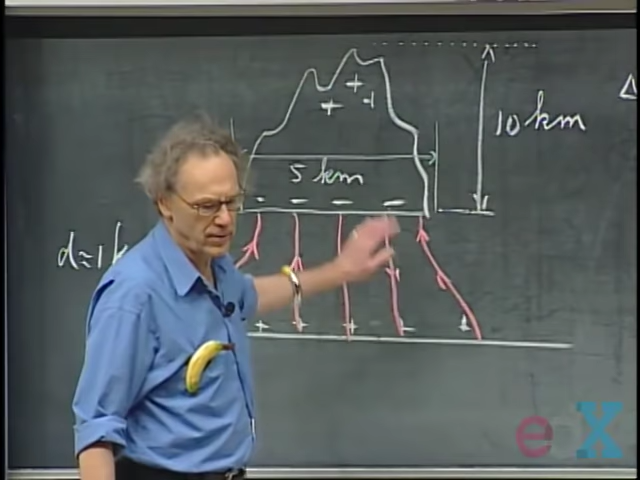 +
+ +
10 km
5 km
- - - -
d≈1 k
+ + + + +
edX